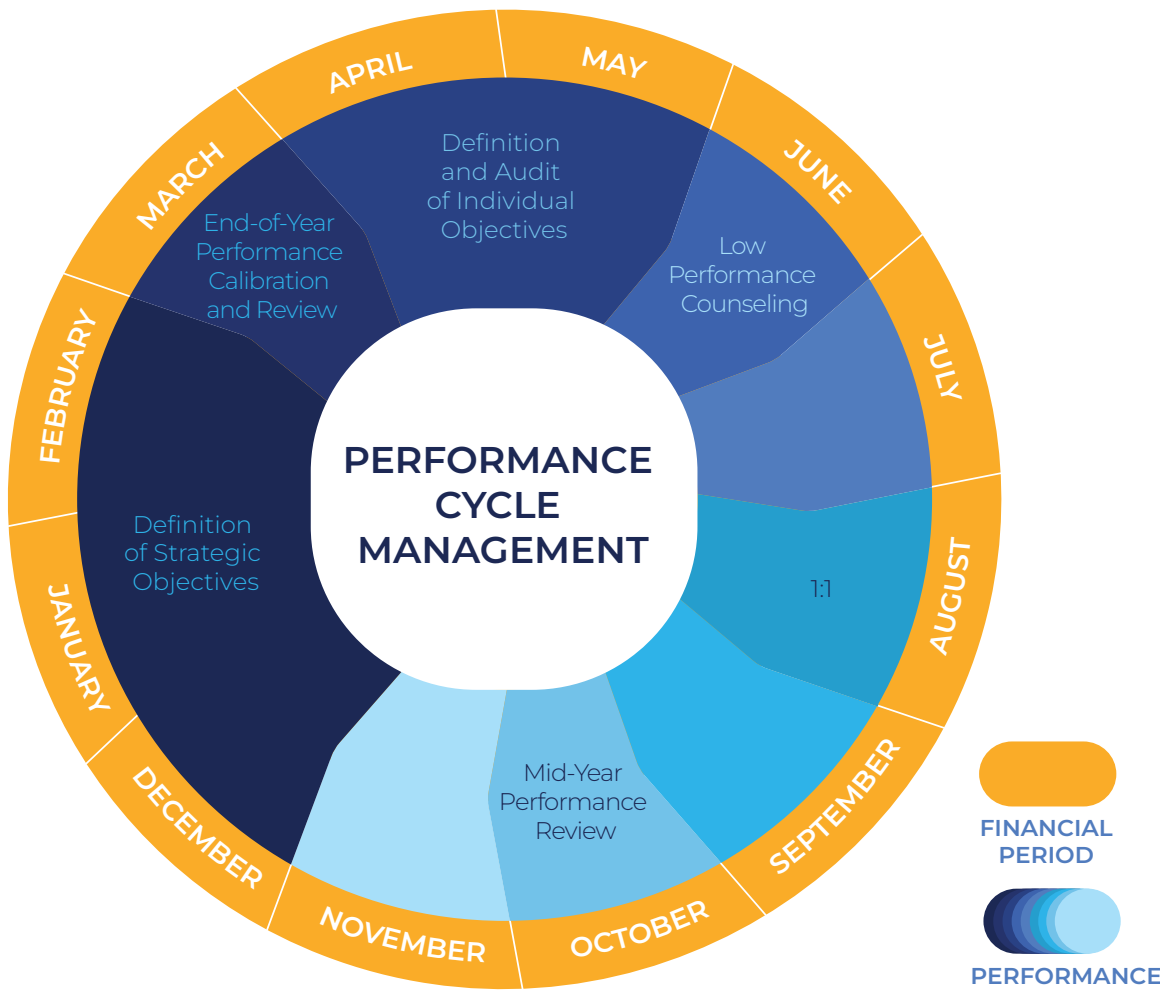 APRIL
MAY
JUNE
JULY
AUGUST
SEPTEMBER
OCTOBER
NOVEMBER
DECEMBER
JANUARY
FEBRUARY
MARCH
Definition
and Audit
of Individual
Objectives
Low
Performance
Counseling
1:1
Mid-Year
Performance
Review
Definition
of Strategic
Objectives
End-of-Year
Performance
Calibration
and Review
PERFORMANCE
CYCLE
MANAGEMENT
FINANCIAL
PERIOD
PERFORMANCE